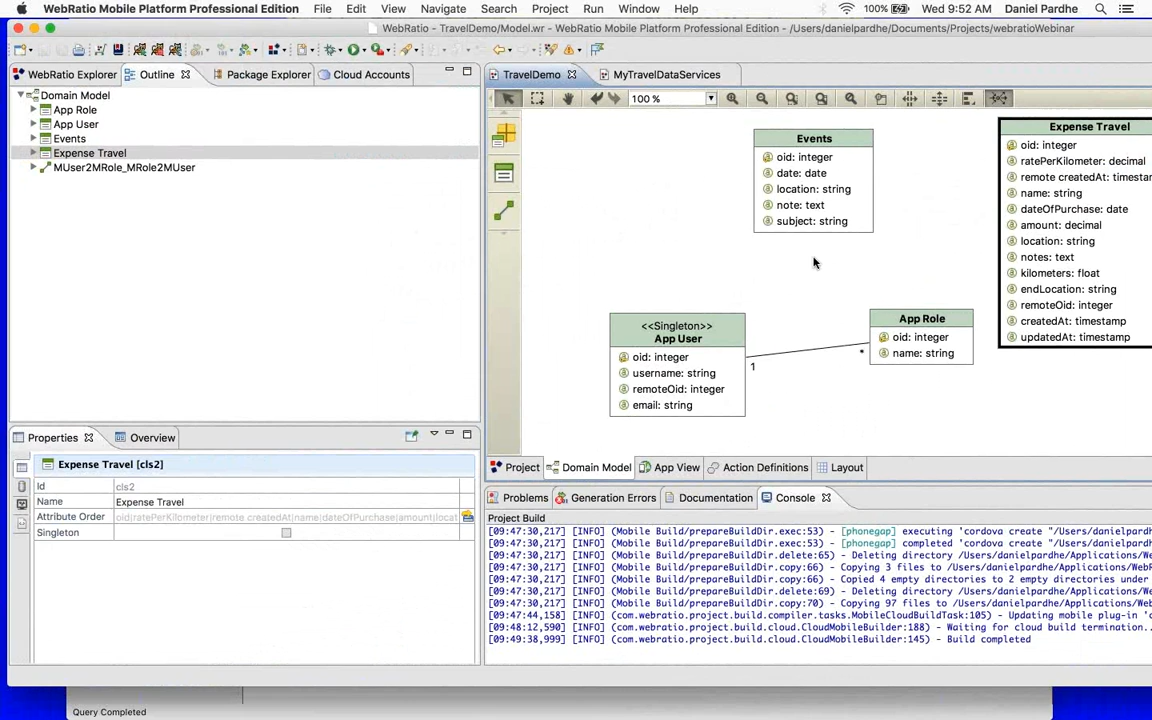 WebRatio Mobile Platform Professional Edition File Edit View Navigate Search Project Run Window Help 100% Wed 9:52 AM Daniel Pardhe
WebRatio - TravelDemo/Model.wr - WebRatio Mobile Platform Professional Edition - /Users/danielpardhe/Documents/Projects/webratioWebinar
WebRatio Explorer Outline Package Explorer Cloud Accounts
Domain Model
App Role
App User
Events
Expense Travel
MUser2MRole_MRole2MUser
TravelDemo MyTravelDataServices
100 %
Events
oid: integer
date: date
location: string
note: text
subject: string
Expense Travel
oid: integer
ratePerKilometer: decimal
remote createdAt: timestar
name: string
dateOfPurchase: date
amount: decimal
location: string
notes: text
kilometers: float
endLocation: string
remoteOid: integer
createdAt: timestamp
updatedAt: timestamp
<<Singleton>>
App User
oid: integer
username: string
remoteOid: integer
email: string
1
*
App Role
oid: integer
name: string
Project Domain Model App View Action Definitions Layout
Properties Overview
Expense Travel [cls2]
Id cls2
Name Expense Travel
Attribute Order oid|ratePerKilometer|remote createdAt|name|dateOfPurchase|amount|locat
Singleton
Problems Generation Errors Documentation Console
Project Build
[09:47:30,217] [INFO] (Mobile Build/prepareBuildDir.exec:53) - [phonegap] executing 'cordova create "/Users/danielpardhe/A
[09:47:30,217] [INFO] (Mobile Build/prepareBuildDir.exec:53) - [phonegap] completed 'cordova create "/Users/danielpardhe/A
[09:47:30,217] [INFO] (Mobile Build/prepareBuildDir.delete:65) - Deleting directory /Users/danielpardhe/Applications/WebR
[09:47:30,217] [INFO] (Mobile Build/prepareBuildDir.copy:66) - Copying 3 files to /Users/danielpardhe/Applications/WebR
[09:47:30,217] [INFO] (Mobile Build/prepareBuildDir.copy:66) - Copied 4 empty directories to 2 empty directories under
[09:47:30,217] [INFO] (Mobile Build/prepareBuildDir.delete:69) - Deleting directory /Users/danielpardhe/Applications/We
[09:47:30,217] [INFO] (Mobile Build/prepareBuildDir.copy:70) - Copying 97 files to /Users/danielpardhe/Applications/Web
[09:47:44,158] [INFO] (com.webratio.project.build.compiler.tasks.MobileCloudBuildTask:105) - Updating mobile plug-in 'c
[09:48:12,590] [INFO] (com.webratio.project.build.cloud.CloudMobileBuilder:188) - Waiting for cloud build termination..
[09:49:38,999] [INFO] (com.webratio.project.build.cloud.CloudMobileBuilder:145) - Build completed
Query Completed